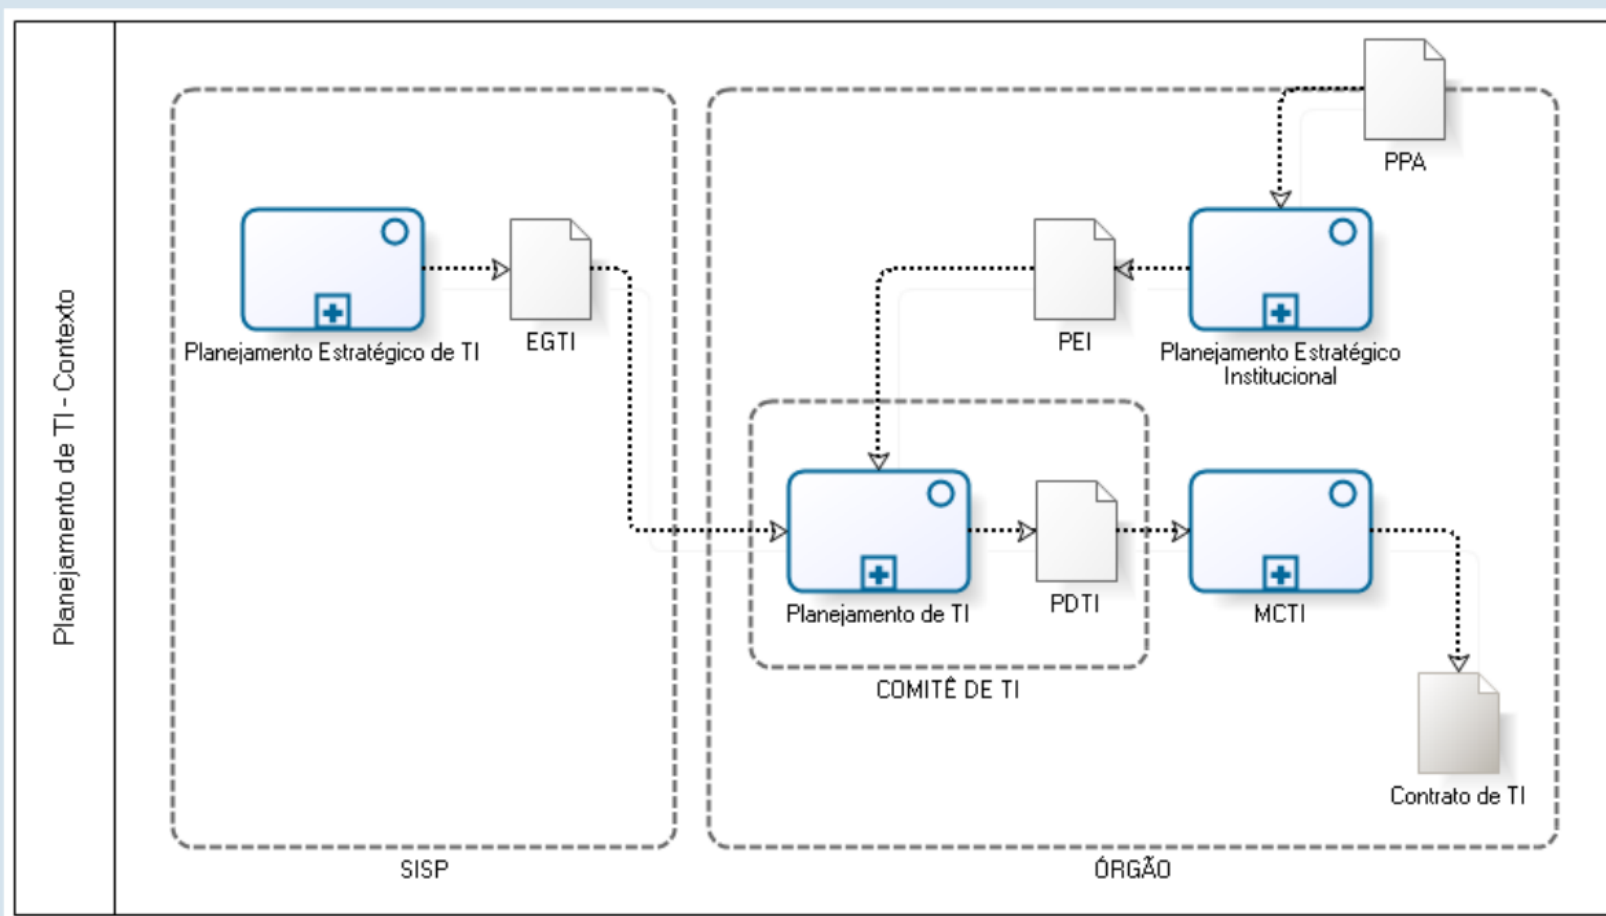 Planejamento de TI - Contexto
PPA
Planejamento Estratégico de TI
EGTI
PEI
Planejamento Estratégico
Institucional
Planejamento de TI
PDTI
MCTI
COMITÊ DE TI
Contrato de TI
SISP
ÓRGÃO